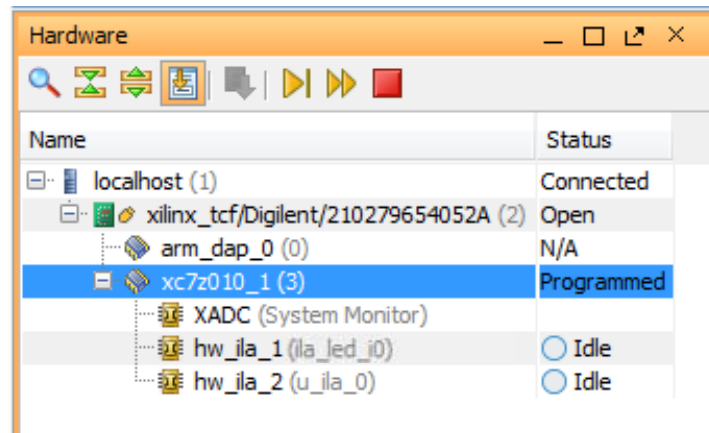 Hardware
Name Status
localhost (1) Connected
xilinx_tcf/Digilent/210279654052A (2) Open
arm_dap_0 (0) N/A
xc7z010_1 (3) Programmed
XADC (System Monitor)
hw_ila_1 (ila_led_i0) Idle
hw_ila_2 (u_ila_0) Idle